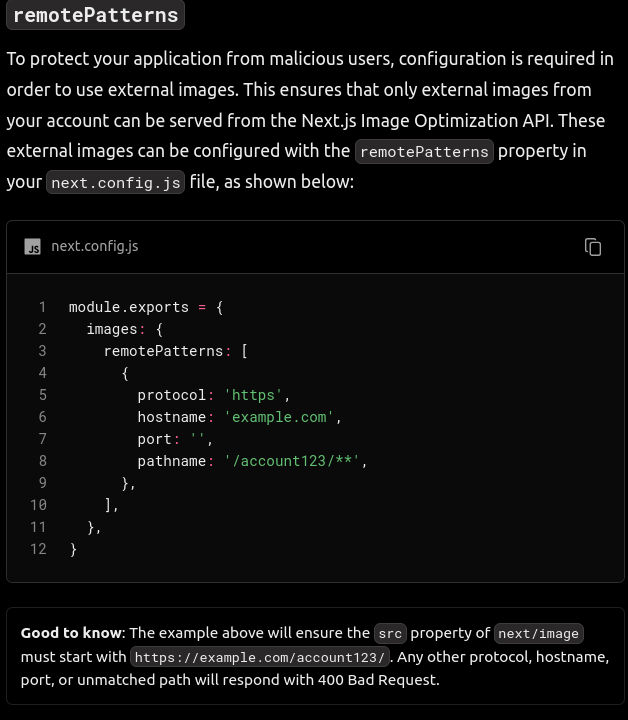 remotePatterns
To protect your application from malicious users, configuration is required in
order to use external images. This ensures that only external images from
your account can be served from the Next.js Image Optimization API. These
external images can be configured with the remotePatterns property in
your next.config.js file, as shown below:
JS next.config.js
1 module.exports = {
2   images: {
3     remotePatterns: [
4       {
5         protocol: 'https',
6         hostname: 'example.com',
7         port: '',
8         pathname: '/account123/**',
9       },
10     ],
11   },
12 }
Good to know: The example above will ensure the src property of next/image
must start with https://example.com/account123/. Any other protocol, hostname,
port, or unmatched path will respond with 400 Bad Request.